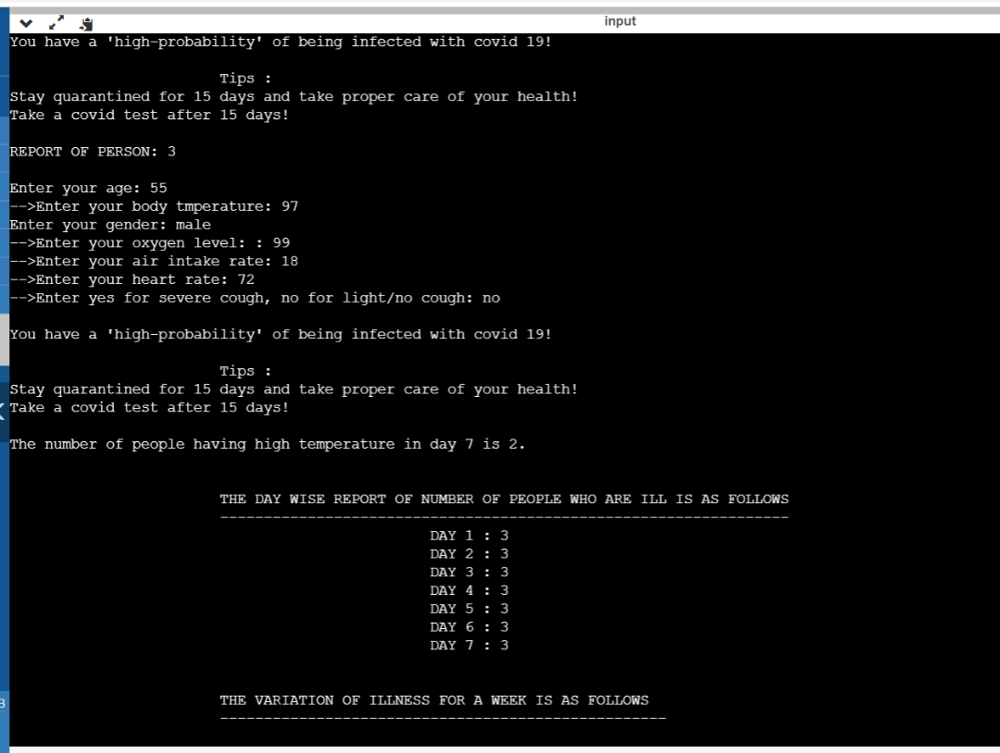 input
You have a 'high-probability' of being infected with covid 19!
Tips :
Stay quarantined for 15 days and take proper care of your health!
Take a covid test after 15 days!
REPORT OF PERSON: 3
Enter your age: 55
-->Enter your body tmperature: 97
Enter your gender: male
-->Enter your oxygen level: : 99
-->Enter your air intake rate: 18
-->Enter your heart rate: 72
-->Enter yes for severe cough, no for light/no cough: no
You have a 'high-probability' of being infected with covid 19!
Tips :
Stay quarantined for 15 days and take proper care of your health!
Take a covid test after 15 days!
The number of people having high temperature in day 7 is 2.
THE DAY WISE REPORT OF NUMBER OF PEOPLE WHO ARE ILL IS AS FOLLOWS
-----------------------------------------------------------------
DAY 1 : 3
DAY 2 : 3
DAY 3 : 3
DAY 4 : 3
DAY 5 : 3
DAY 6 : 3
DAY 7 : 3
THE VARIATION OF ILLNESS FOR A WEEK IS AS FOLLOWS
---------------------------------------------------